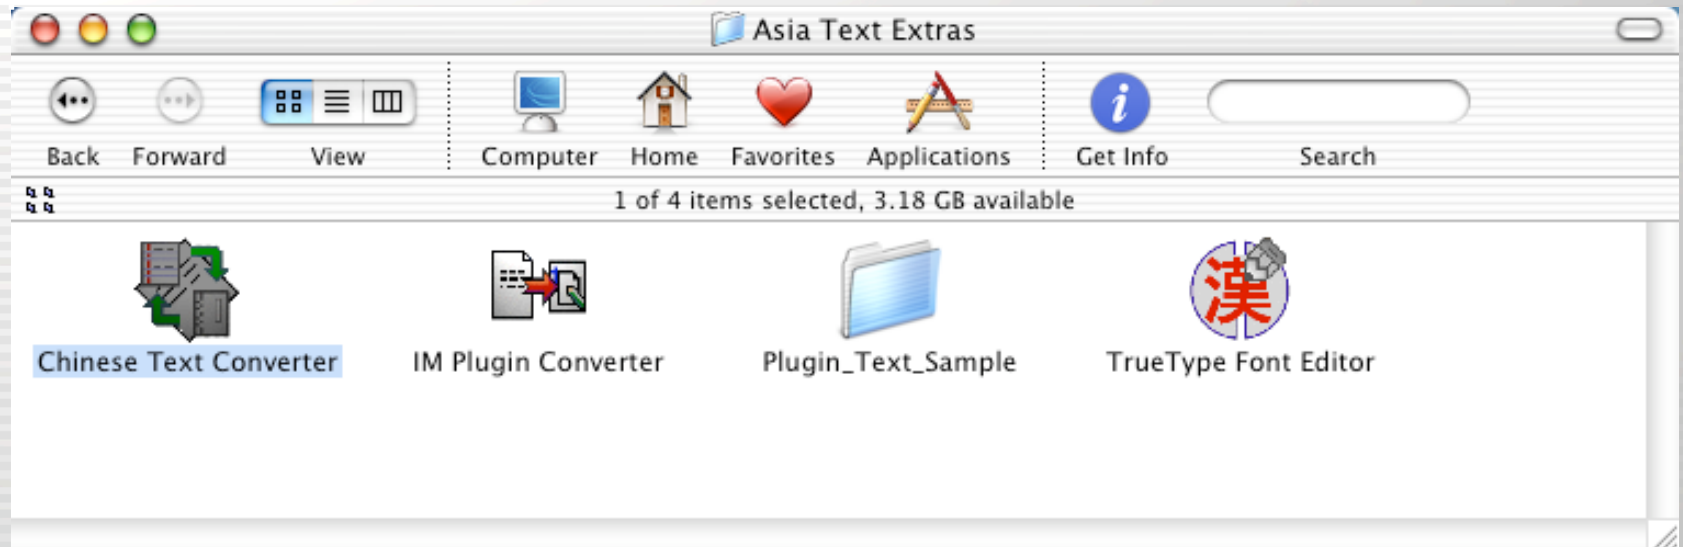 Asia Text Extras
Back Forward View Computer Home Favorites Applications Get Info Search
1 of 4 items selected, 3.18 GB available
漢
Chinese Text Converter IM Plugin Converter Plugin_Text_Sample TrueType Font Editor